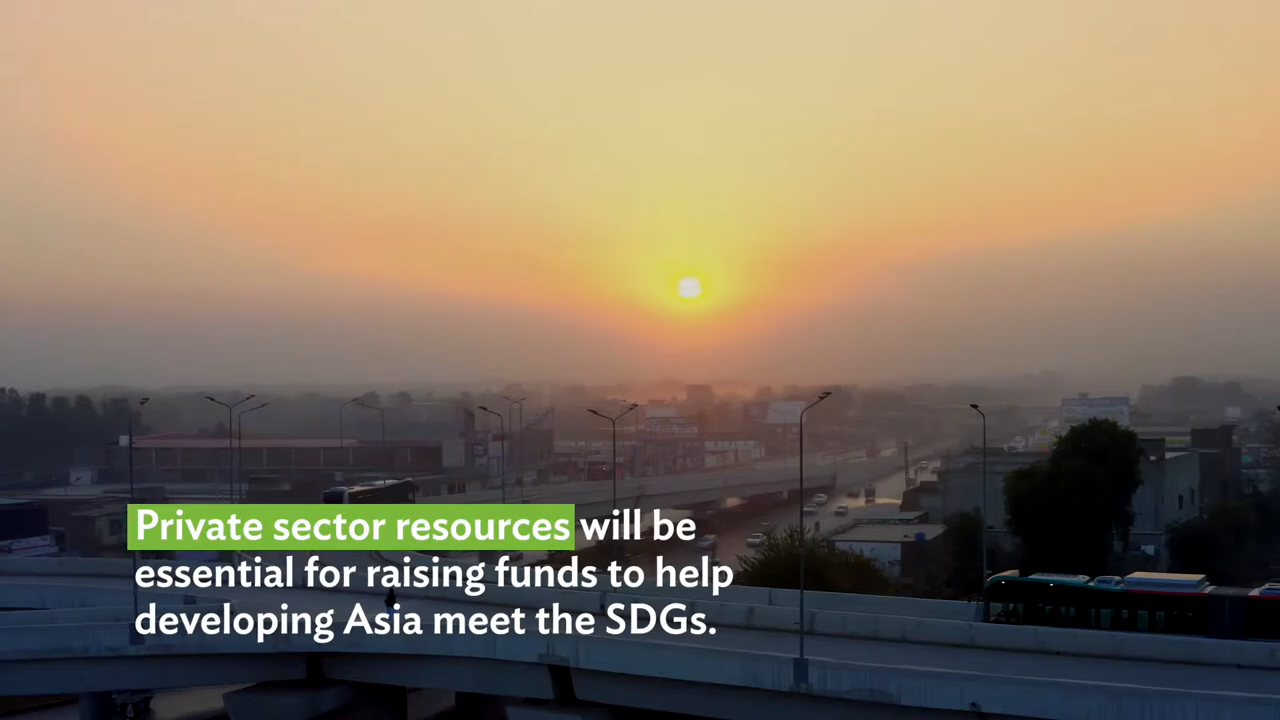 Private sector resources will be
essential for raising funds to help
developing Asia meet the SDGs.